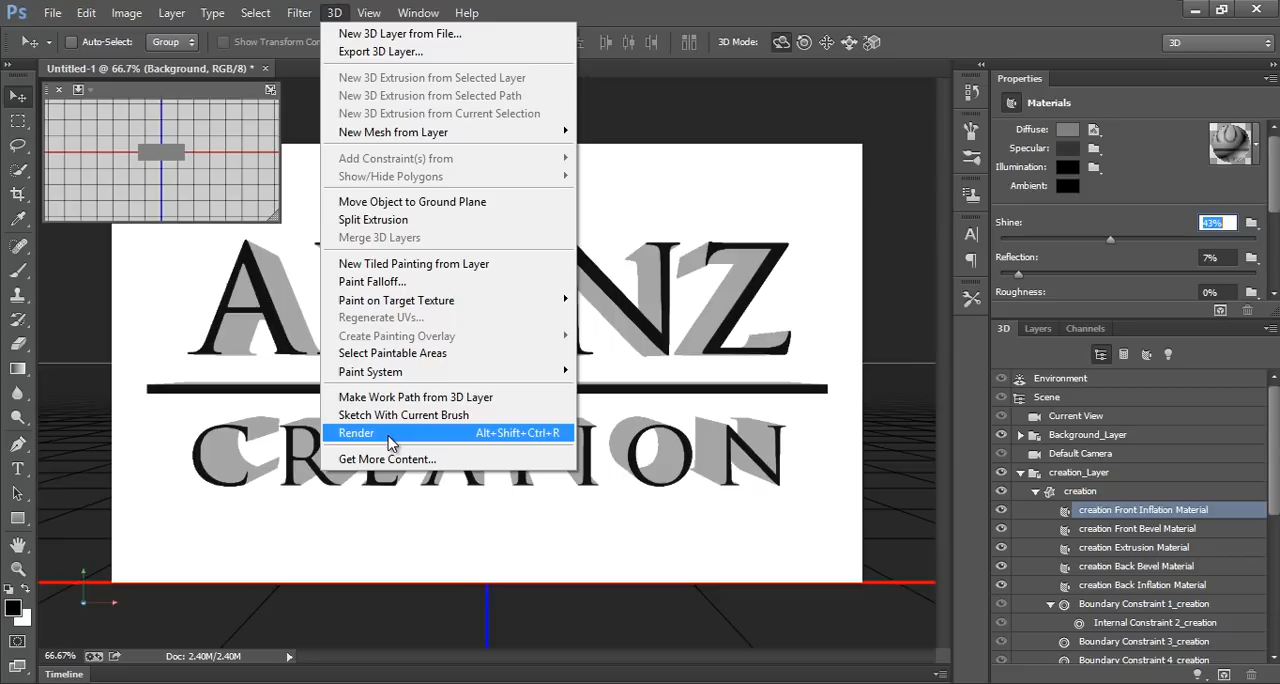 Ps File Edit Image Layer Type Select Filter 3D View Window Help
Auto-Select: Group Show Transform Con 3D Mode: 3D
Untitled-1 @ 66.7% (Background, RGB/8) *
New 3D Layer from File...
Export 3D Layer...
New 3D Extrusion from Selected Layer
New 3D Extrusion from Selected Path
New 3D Extrusion from Current Selection
New Mesh from Layer
Add Constraint(s) from
Show/Hide Polygons
Move Object to Ground Plane
Split Extrusion
Merge 3D Layers
New Tiled Painting from Layer
Paint Falloff...
Paint on Target Texture
Regenerate UVs...
Create Painting Overlay
Select Paintable Areas
Paint System
Make Work Path from 3D Layer
Sketch With Current Brush
Render Alt+Shift+Ctrl+R
Get More Content...
A NZ
CREATION
Properties
Materials
Diffuse:
Specular:
Illumination:
Ambient:
Shine: 43%
Reflection: 7%
Roughness: 0%
3D Layers Channels
Environment
Scene
Current View
Background_Layer
Default Camera
creation_Layer
creation
creation Front Inflation Material
creation Front Bevel Material
creation Extrusion Material
creation Back Bevel Material
creation Back Inflation Material
Boundary Constraint 1_creation
Internal Constraint 2_creation
Boundary Constraint 3_creation
Boundary Constraint 4_creation
66.67% Doc: 2.40M/2.40M
Timeline